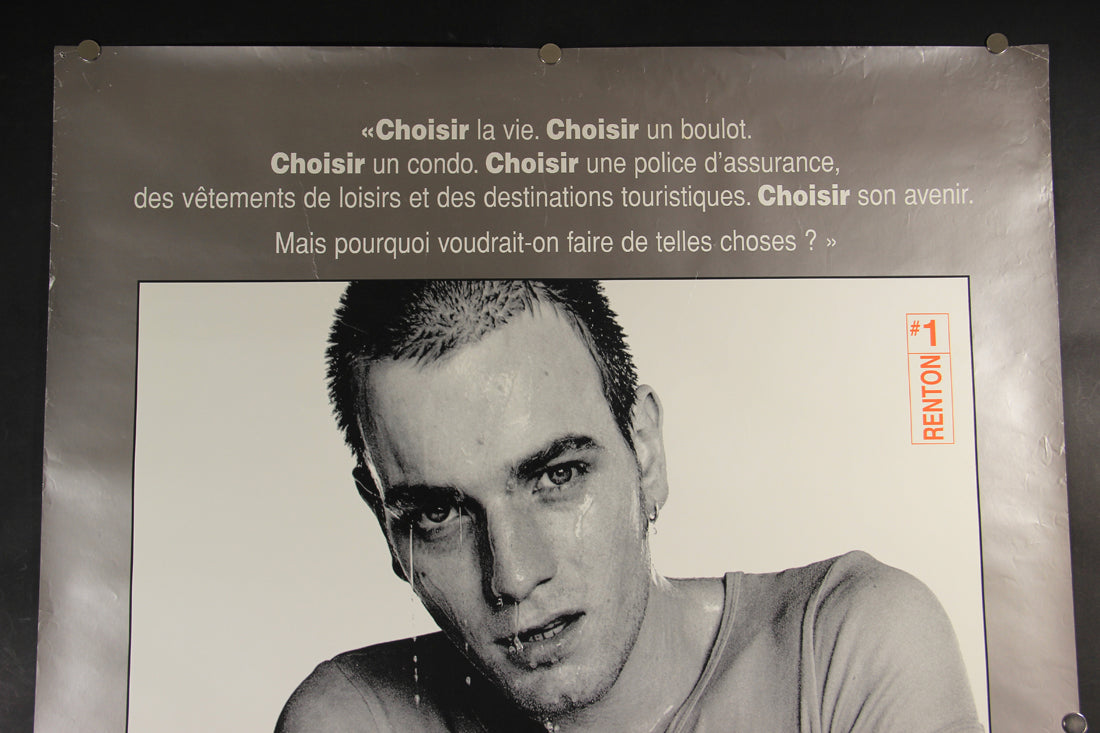 «Choisir la vie. Choisir un boulot.
Choisir un condo. Choisir une police d'assurance,
des vêtements de loisirs et des destinations touristiques. Choisir son avenir.
Mais pourquoi voudrait-on faire de telles choses ? »
#1
RENTON